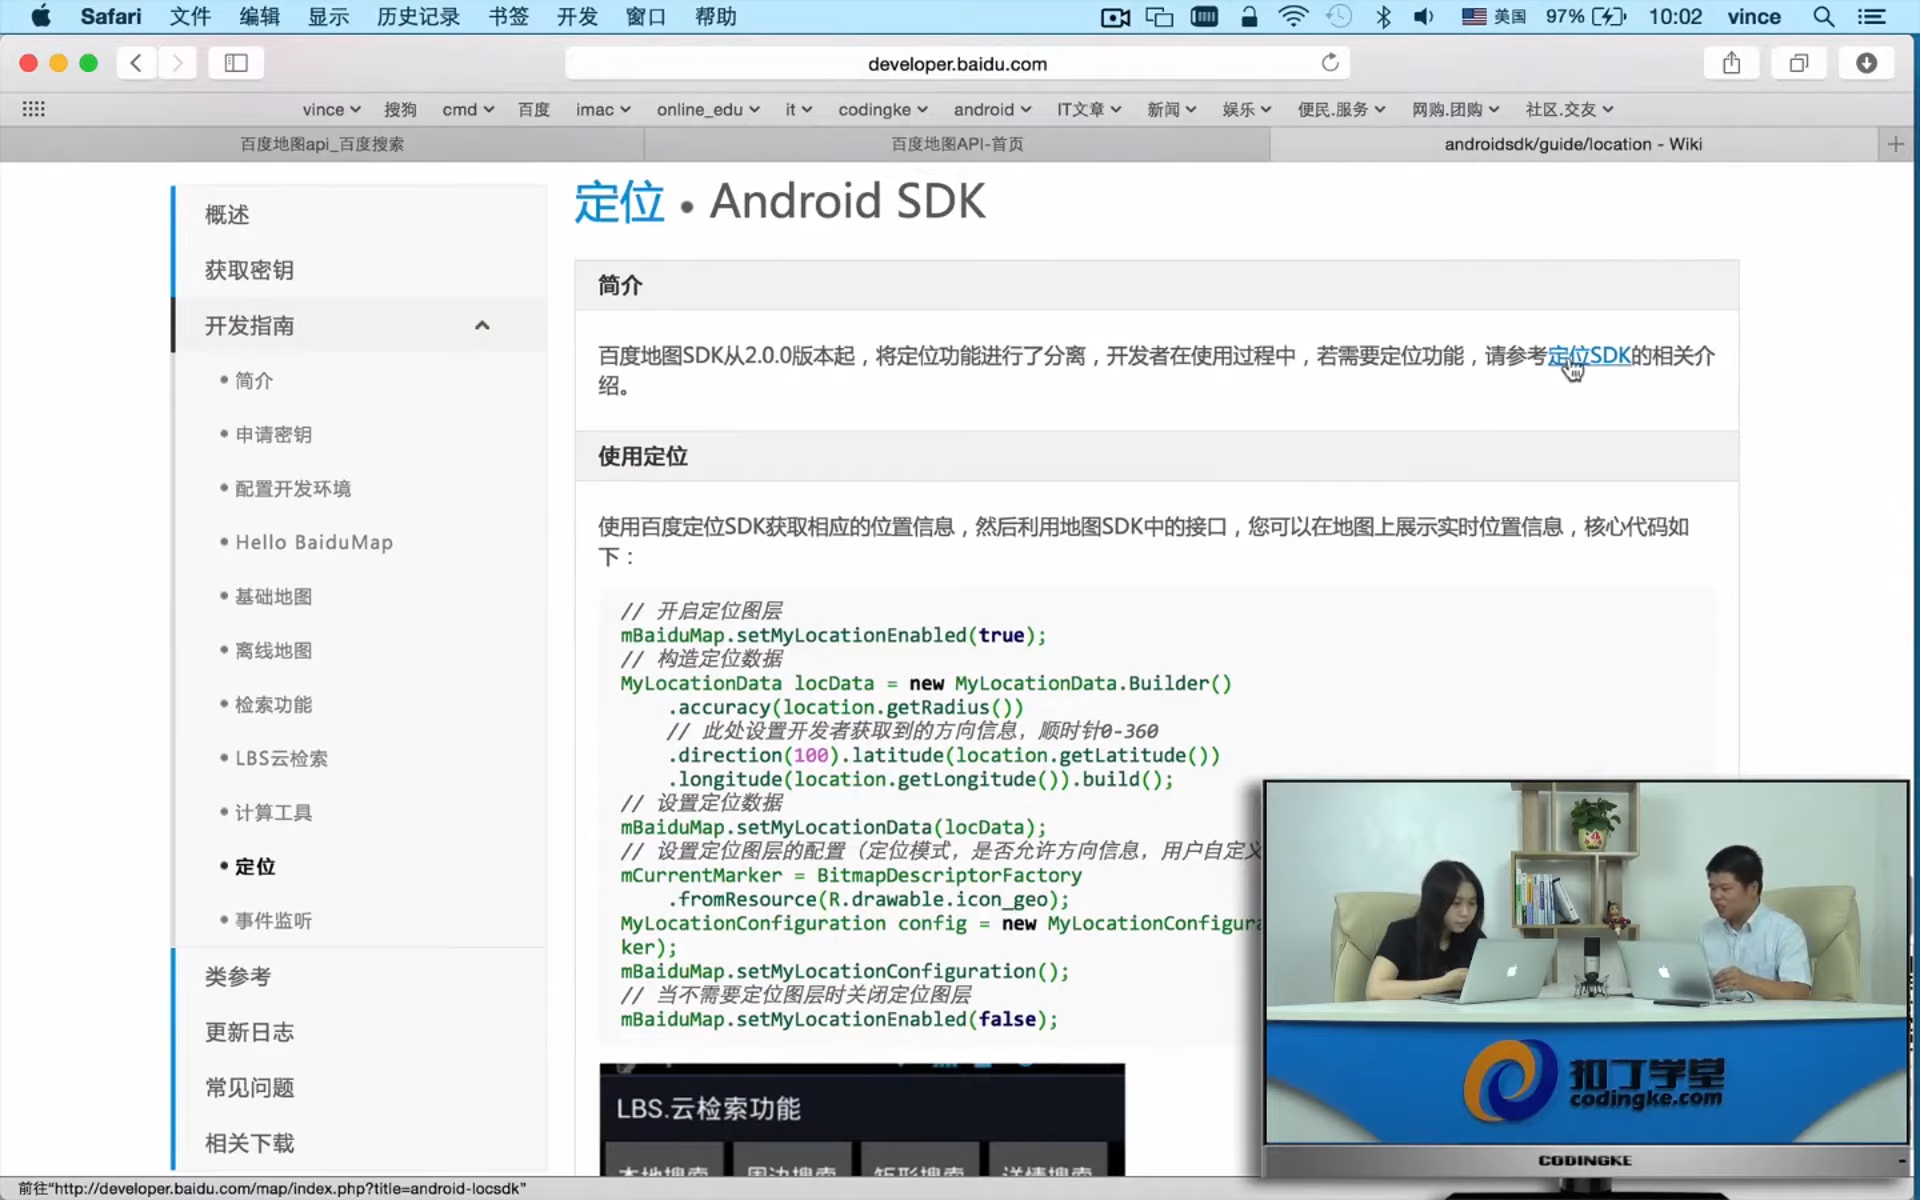 Safari 文件 编辑 显示 历史记录 书签 开发 窗口 帮助 美国 97% 10:02 vince
developer.baidu.com
vince 搜狗 cmd 百度 imac online_edu it codingke android IT文章 新闻 娱乐 便民.服务 网购.团购 社区.交友
百度地图api_百度搜索 百度地图API-首页 androidsdk/guide/location - Wiki
概述
获取密钥
开发指南
• 简介
• 申请密钥
• 配置开发环境
• Hello BaiduMap
• 基础地图
• 离线地图
• 检索功能
• LBS云检索
• 计算工具
• 定位
• 事件监听
类参考
更新日志
常见问题
相关下载
定位 • Android SDK
简介
百度地图SDK从2.0.0版本起，将定位功能进行了分离，开发者在使用过程中，若需要定位功能，请参考定位SDK的相关介
绍。
使用定位
使用百度定位SDK获取相应的位置信息，然后利用地图SDK中的接口，您可以在地图上展示实时位置信息，核心代码如
下：
// 开启定位图层
mBaiduMap.setMyLocationEnabled(true);
// 构造定位数据
MyLocationData locData = new MyLocationData.Builder()
.accuracy(location.getRadius())
// 此处设置开发者获取到的方向信息，顺时针0-360
.direction(100).latitude(location.getLatitude())
.longitude(location.getLongitude()).build();
// 设置定位数据
mBaiduMap.setMyLocationData(locData);
// 设置定位图层的配置（定位模式，是否允许方向信息，用户自定义
mCurrentMarker = BitmapDescriptorFactory
.fromResource(R.drawable.icon_geo);
MyLocationConfiguration config = new MyLocationConfigura
ker);
mBaiduMap.setMyLocationConfiguration();
// 当不需要定位图层时关闭定位图层
mBaiduMap.setMyLocationEnabled(false);
LBS.云检索功能
本地搜索 周边搜索 矩形搜索 详情搜索
扣丁学堂
codingke.com
CODINGKE
前往"http://developer.baidu.com/map/index.php?title=android-locsdk"